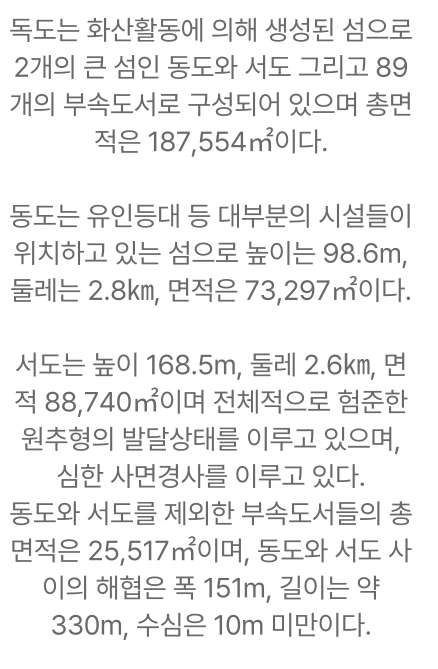 독도는 화산활동에 의해 생성된 섬으로
2개의 큰 섬인 동도와 서도 그리고 89
개의 부속도서로 구성되어 있으며 총면
적은 187,554㎡이다.
동도는 유인등대 등 대부분의 시설들이
위치하고 있는 섬으로 높이는 98.6m,
둘레는 2.8㎞, 면적은 73,297㎡이다.
서도는 높이 168.5m, 둘레 2.6㎞, 면
적 88,740㎡이며 전체적으로 험준한
원추형의 발달상태를 이루고 있으며,
심한 사면경사를 이루고 있다.
동도와 서도를 제외한 부속도서들의 총
면적은 25,517㎡이며, 동도와 서도 사
이의 해협은 폭 151m, 길이는 약
330m, 수심은 10m 미만이다.